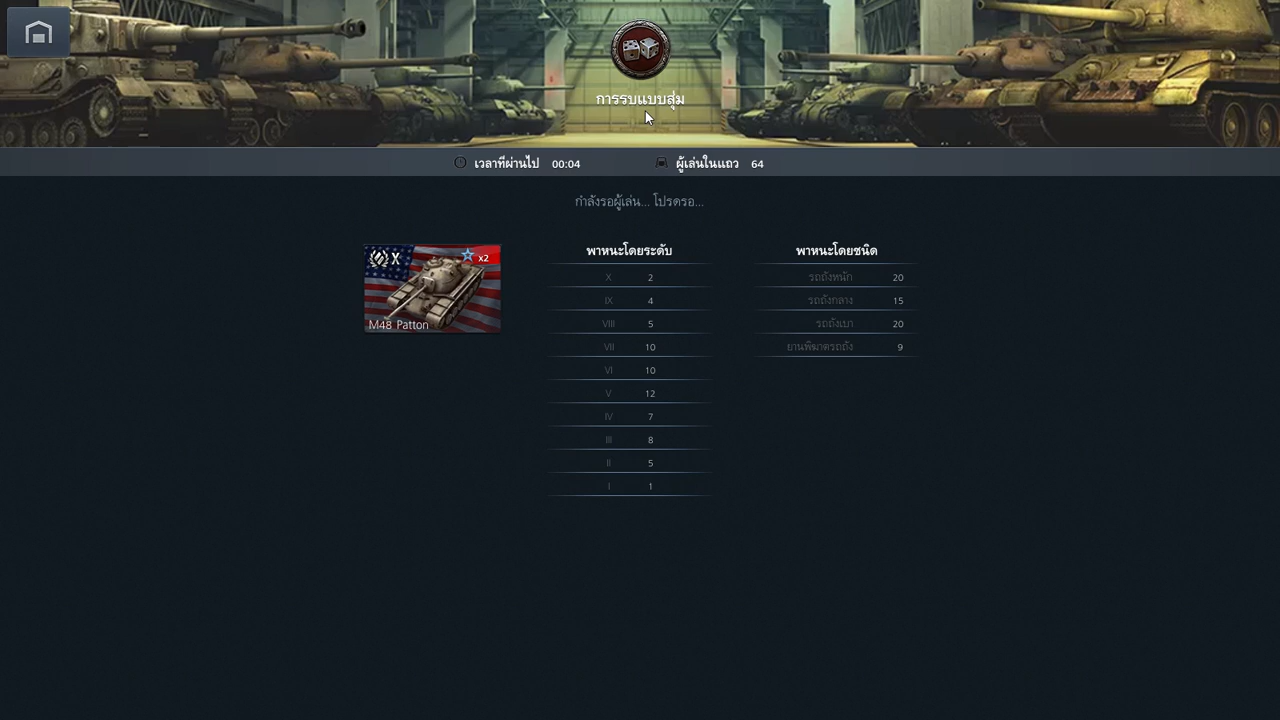 การรบแบบสุ่ม
เวลาที่ผ่านไป 00:04 ผู้เล่นในแถว 64
กำลังรอผู้เล่น... โปรดรอ...
X x2
M48 Patton
พาหนะโดยระดับ
X 2
IX 4
VIII 5
VII 10
VI 10
V 12
IV 7
III 8
II 5
I 1
พาหนะโดยชนิด
รถถังหนัก 20
รถถังกลาง 15
รถถังเบา 20
ยานพิฆาตรถถัง 9